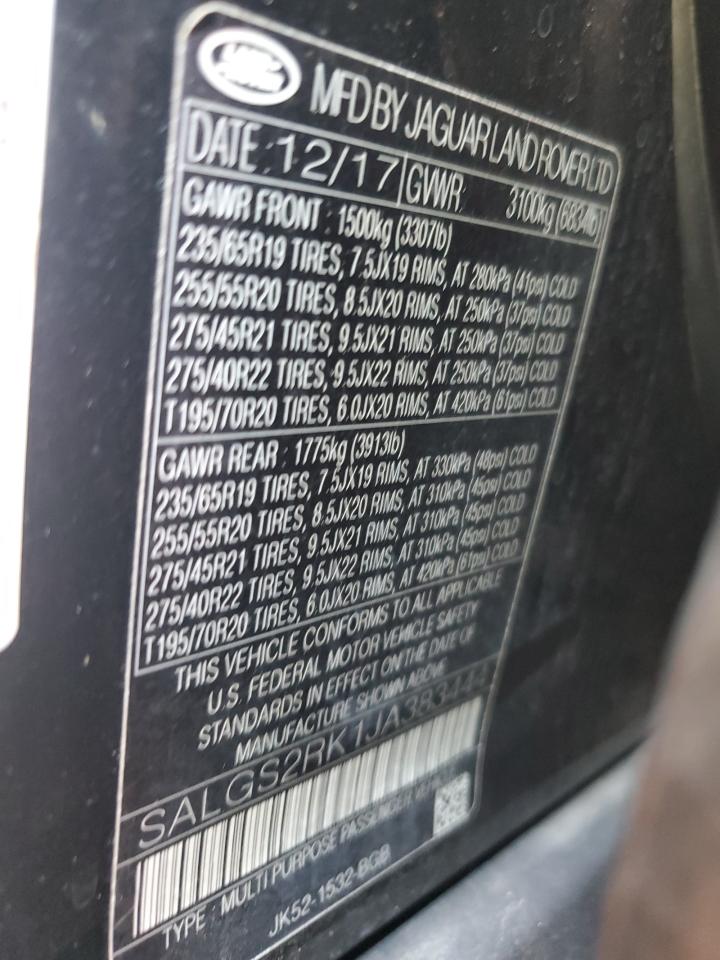 MFD BY JAGUAR LAND ROVER LTD
DATE : 12/17 GVWR: 3100kg (6834lb)
GAWR FRONT : 1500kg (3307lb)
235/65R19 TIRES, 7.5JX19 RIMS, AT 280kPa (41psi) COLD
255/55R20 TIRES, 8.5JX20 RIMS, AT 250kPa (37psi) COLD
275/45R21 TIRES, 9.5JX21 RIMS, AT 250kPa (37psi) COLD
275/40R22 TIRES, 9.5JX22 RIMS, AT 250kPa (37psi) COLD
T195/70R20 TIRES, 6.0JX20 RIMS, AT 420kPa (61psi) COLD
GAWR REAR : 1775kg (3913lb)
235/65R19 TIRES, 7.5JX19 RIMS, AT 330kPa (48psi) COLD
255/55R20 TIRES, 8.5JX20 RIMS, AT 310kPa (45psi) COLD
275/45R21 TIRES, 9.5JX21 RIMS, AT 310kPa (45psi) COLD
275/40R22 TIRES, 9.5JX22 RIMS, AT 310kPa (45psi) COLD
T195/70R20 TIRES, 6.0JX20 RIMS, AT 420kPa (61psi) COLD
THIS VEHICLE CONFORMS TO ALL APPLICABLE
U.S. FEDERAL MOTOR VEHICLE SAFETY
STANDARDS IN EFFECT ON THE DATE OF
MANUFACTURE SHOWN ABOVE.
TYPE : MULTI PURPOSE PASSENGER
JK52-1532-BGB